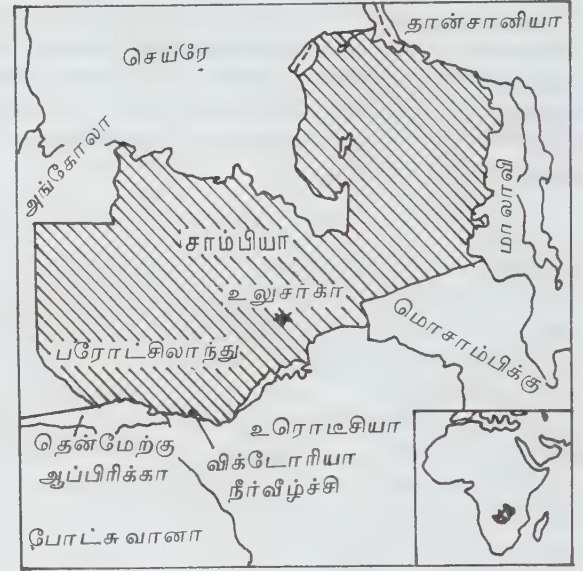 தான்சானியா
செய்ரே
அங்கோலா
மாலாவி
சாம்பியா
உலுசாகா
மொசாம்பிக்கு
பரோட்சிலாந்து
உரொடீசியா
தென்மேற்கு
ஆப்பிரிக்கா
விக்டோரியா
நீர்வீழ்ச்சி
போட்சுவானா